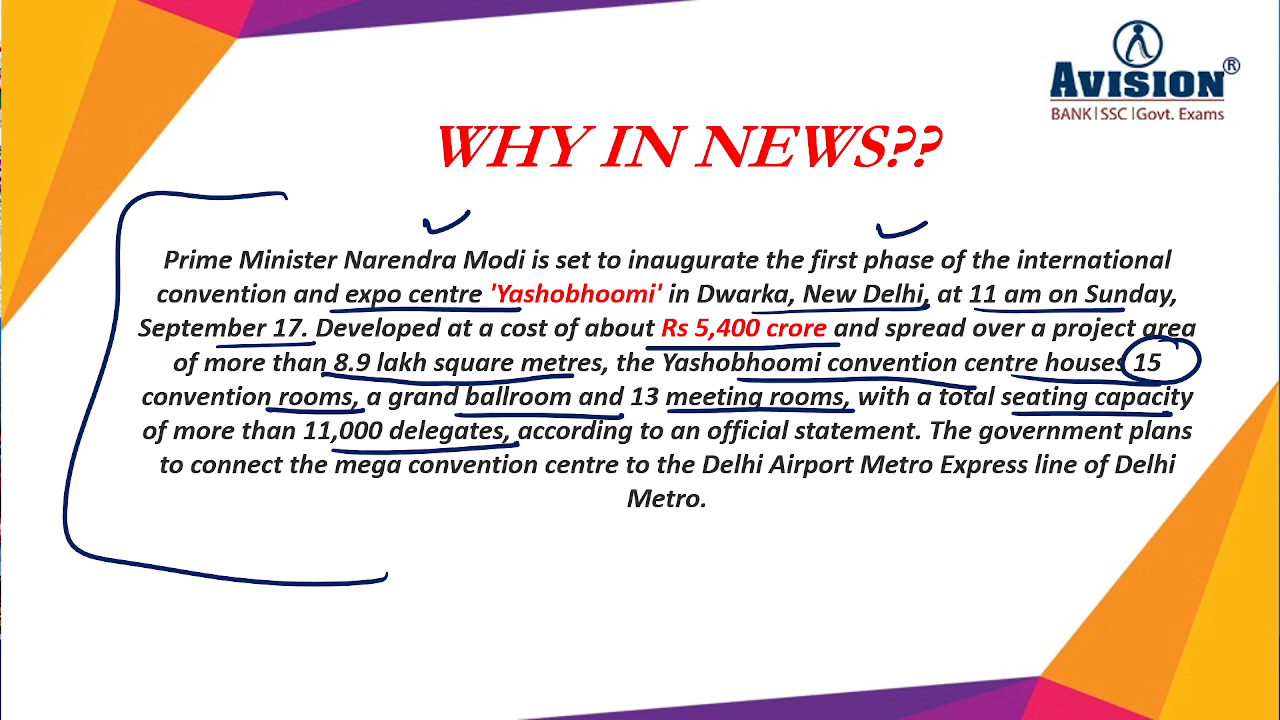 AVISION®
BANK|SSC|Govt. Exams
WHY IN NEWS??
Prime Minister Narendra Modi is set to inaugurate the first phase of the international
convention and expo centre 'Yashobhoomi' in Dwarka, New Delhi, at 11 am on Sunday,
September 17. Developed at a cost of about Rs 5,400 crore and spread over a project area
of more than 8.9 lakh square metres, the Yashobhoomi convention centre houses 15
convention rooms, a grand ballroom and 13 meeting rooms, with a total seating capacity
of more than 11,000 delegates, according to an official statement. The government plans
to connect the mega convention centre to the Delhi Airport Metro Express line of Delhi
Metro.